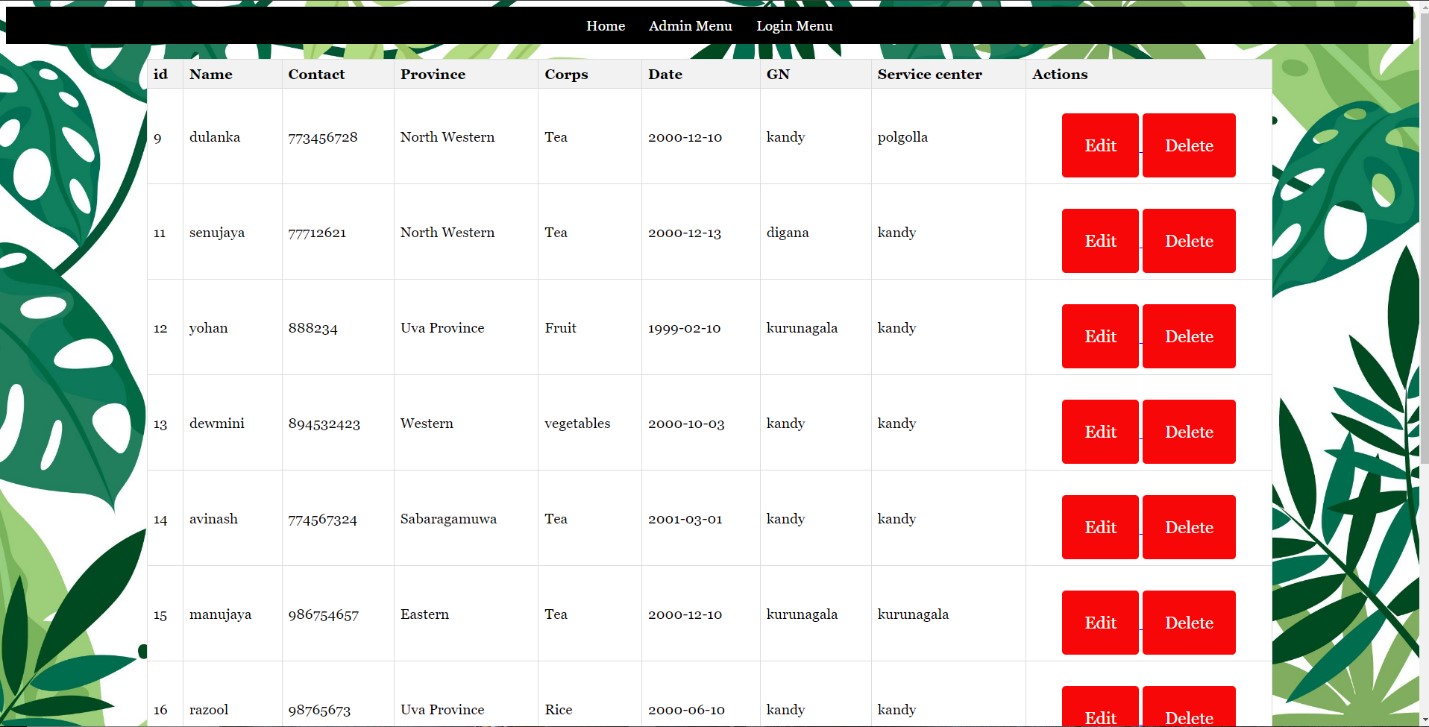 Home Admin Menu Login Menu
id Name Contact Province Corps Date GN Service center Actions
9 dulanka 773456728 North Western Tea 2000-12-10 kandy polgolla Edit Delete
11 senujaya 77712621 North Western Tea 2000-12-13 digana kandy Edit Delete
12 yohan 888234 Uva Province Fruit 1999-02-10 kurunagala kandy Edit Delete
13 dewmini 894532423 Western vegetables 2000-10-03 kandy kandy Edit Delete
14 avinash 774567324 Sabaragamuwa Tea 2001-03-01 kandy kandy Edit Delete
15 manujaya 986754657 Eastern Tea 2000-12-10 kurunagala kurunagala Edit Delete
16 razool 98765673 Uva Province Rice 2000-06-10 kandy kandy Edit Delete